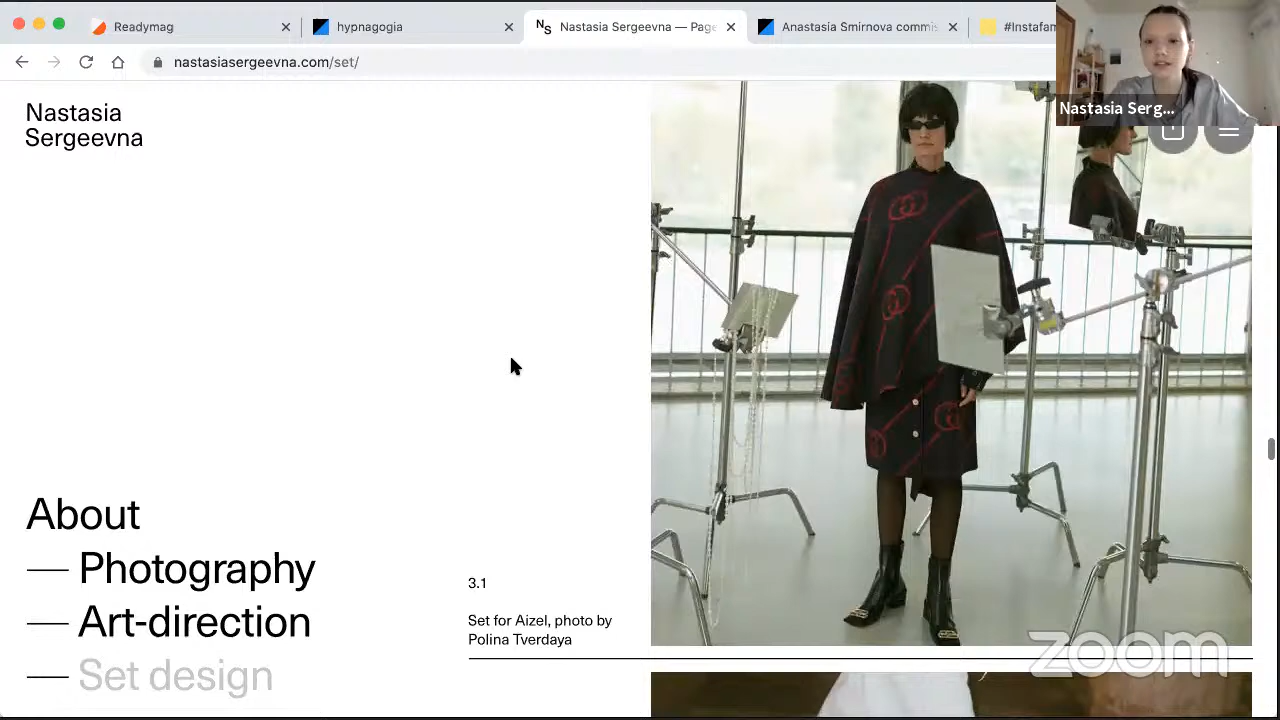 Readymag
hypnagogia
Nastasia Sergeevna — Page
Anastasia Smirnova commis
#Instafam
nastasiasergeevna.com/set/
Nastasia Serg...
Nastasia
Sergeevna
About
— Photography
— Art-direction
— Set design
3.1
Set for Aizel, photo by
Polina Tverdaya
zoom